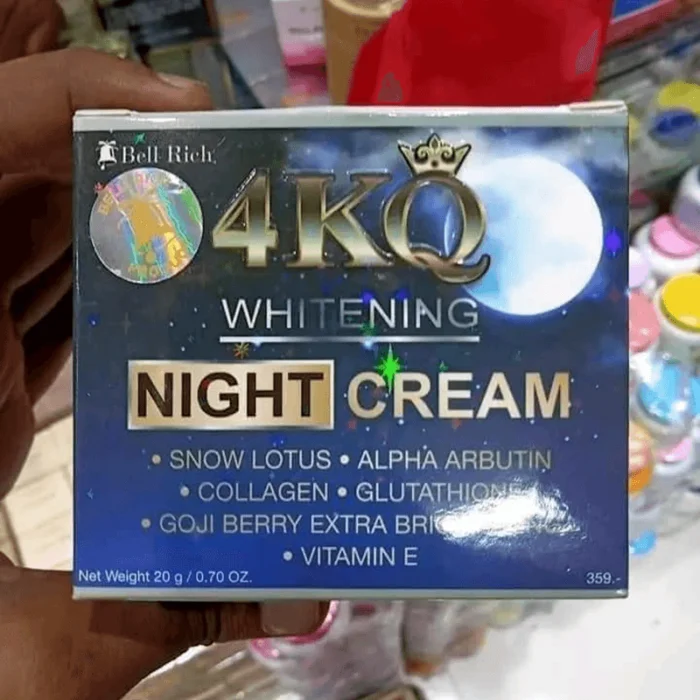 Bell Rich
4KQ
WHITENING
NIGHT CREAM
• SNOW LOTUS • ALPHA ARBUTIN
• COLLAGEN • GLUTATHIONE
• GOJI BERRY EXTRA
• VITAMIN E
Net Weight 20 g / 0.70 OZ.
359.-